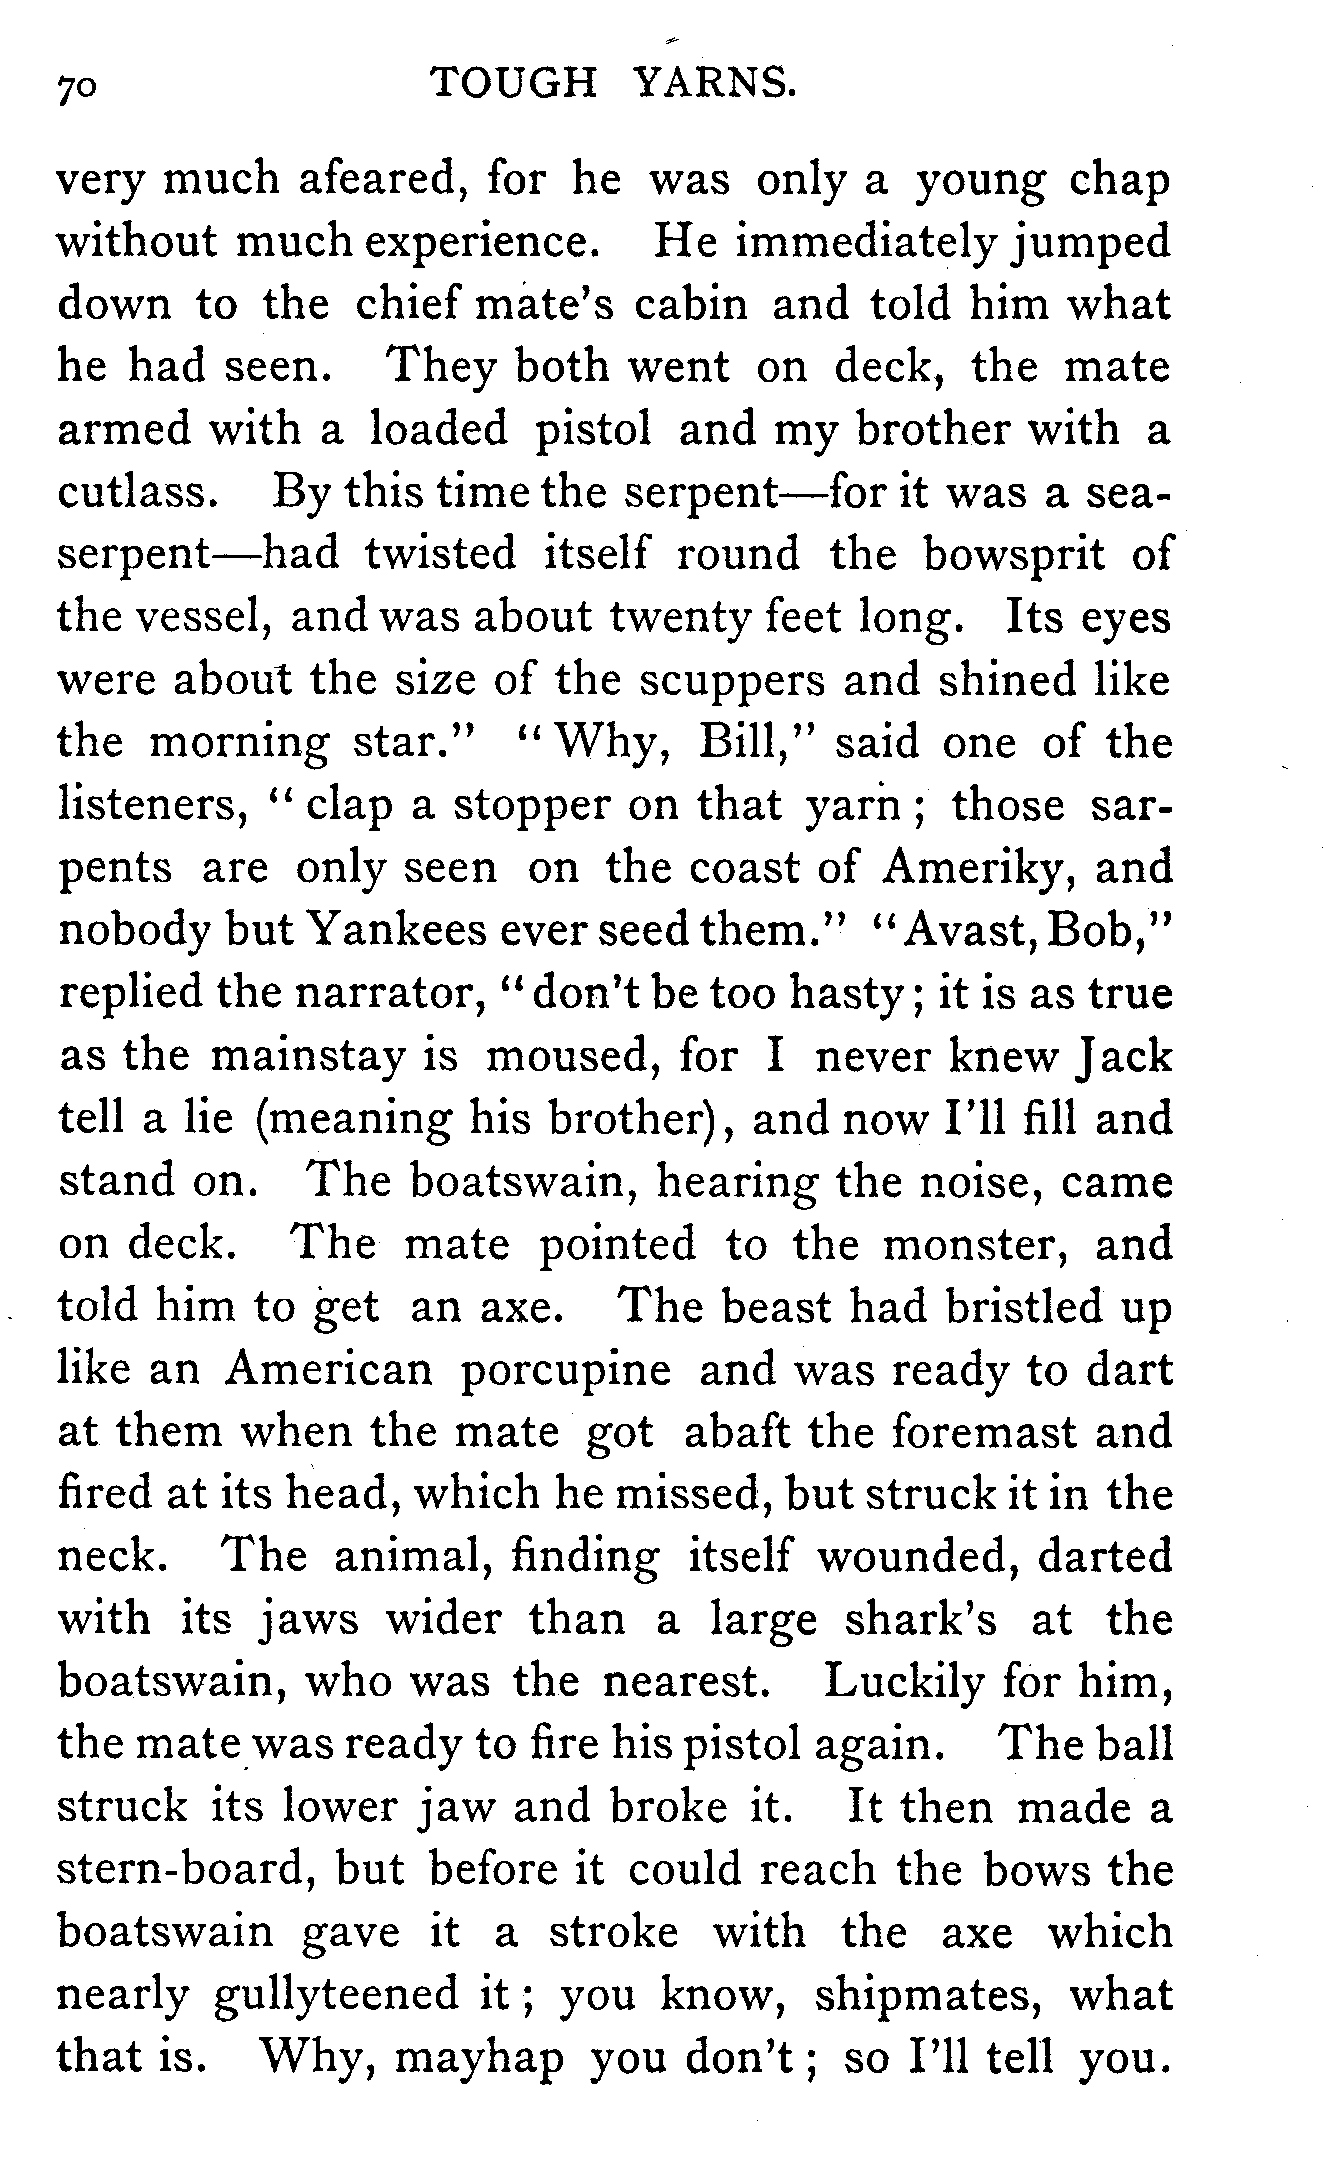 70 TOUGH YARNS.
very much afeared, for he was only a young chap
without much experience. He immediately jumped
down to the chief mate's cabin and told him what
he had seen. They both went on deck, the mate
armed with a loaded pistol and my brother with a
cutlass. By this time the serpent—for it was a sea-
serpent—had twisted itself round the bowsprit of
the vessel, and was about twenty feet long. Its eyes
were about the size of the scuppers and shined like
the morning star." "Why, Bill," said one of the
listeners, "clap a stopper on that yarn; those sar-
pents are only seen on the coast of Ameriky, and
nobody but Yankees ever seed them." "Avast, Bob,"
replied the narrator, "don't be too hasty; it is as true
as the mainstay is moused, for I never knew Jack
tell a lie (meaning his brother), and now I'll fill and
stand on. The boatswain, hearing the noise, came
on deck. The mate pointed to the monster, and
told him to get an axe. The beast had bristled up
like an American porcupine and was ready to dart
at them when the mate got abaft the foremast and
fired at its head, which he missed, but struck it in the
neck. The animal, finding itself wounded, darted
with its jaws wider than a large shark's at the
boatswain, who was the nearest. Luckily for him,
the mate was ready to fire his pistol again. The ball
struck its lower jaw and broke it. It then made a
stern-board, but before it could reach the bows the
boatswain gave it a stroke with the axe which
nearly gullyteened it; you know, shipmates, what
that is. Why, mayhap you don't; so I'll tell you.